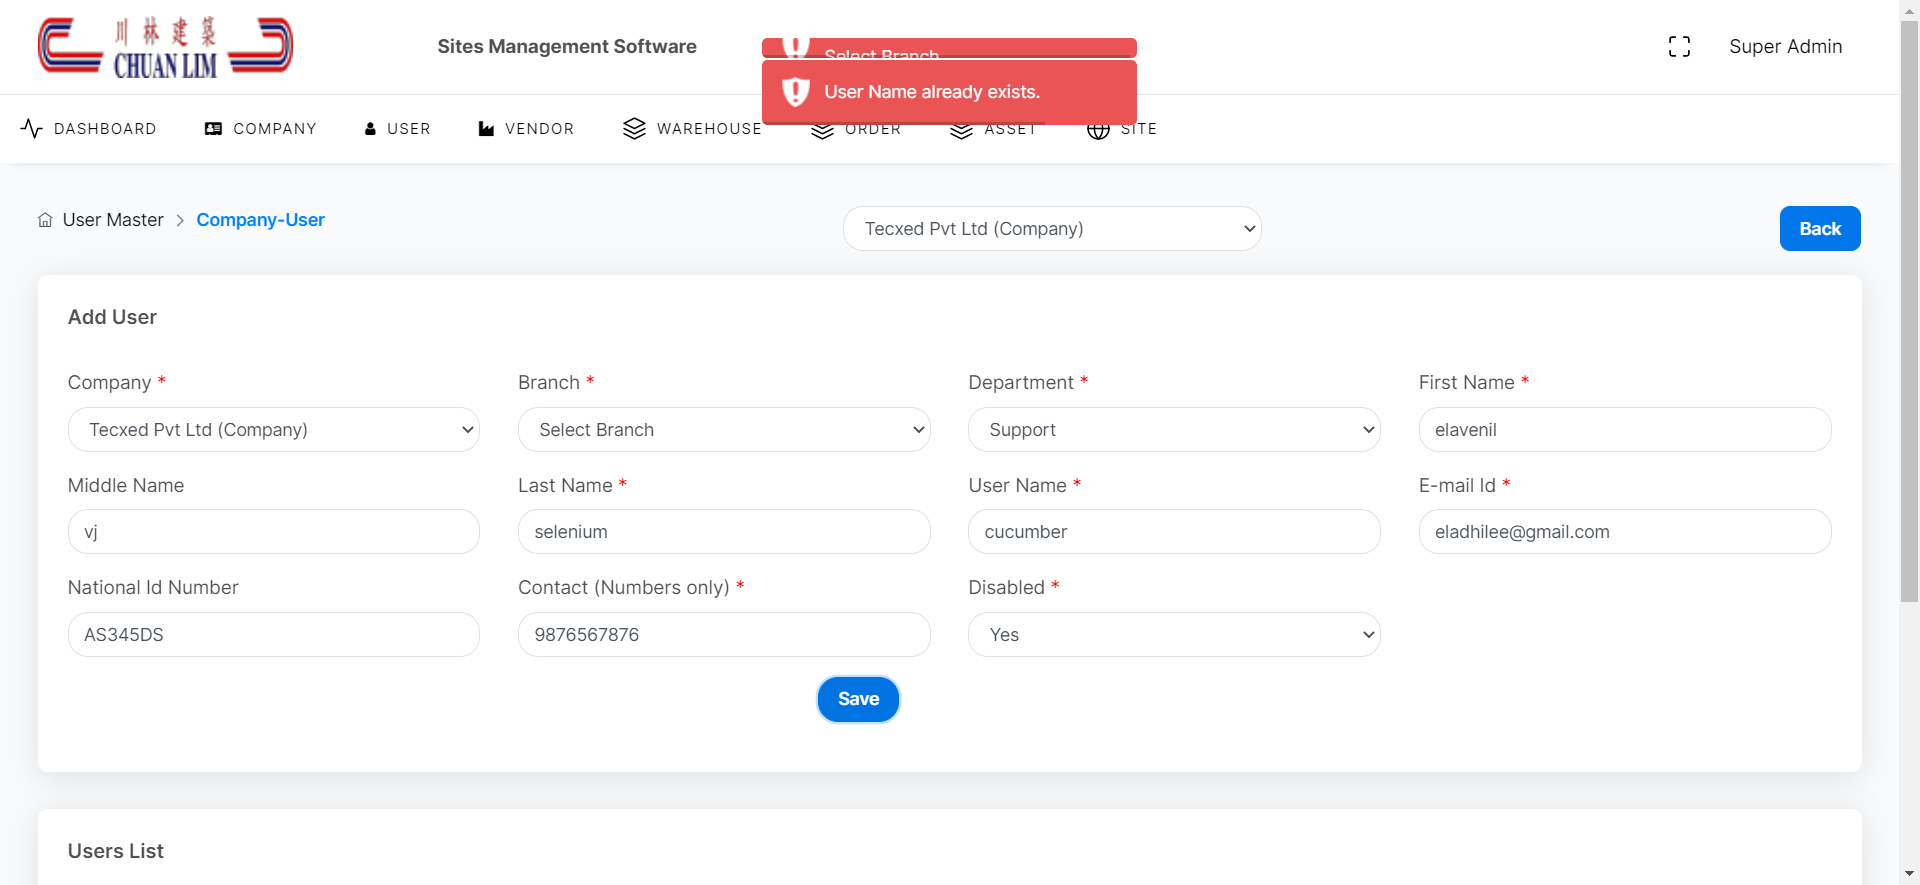 川林建築
CHUAN LIM
Sites Management Software
Select Branch
User Name already exists.
Super Admin
DASHBOARD
COMPANY
USER
VENDOR
WAREHOUSE
ORDER
ASSET
SITE
User Master
Company-User
Tecxed Pvt Ltd (Company)
Back
Add User
Company *
Branch *
Department *
First Name *
Tecxed Pvt Ltd (Company)
Select Branch
Support
elavenil
Middle Name
Last Name *
User Name *
E-mail Id *
vj
selenium
cucumber
eladhilee@gmail.com
National Id Number
Contact (Numbers only) *
Disabled *
AS345DS
9876567876
Yes
Save
Users List